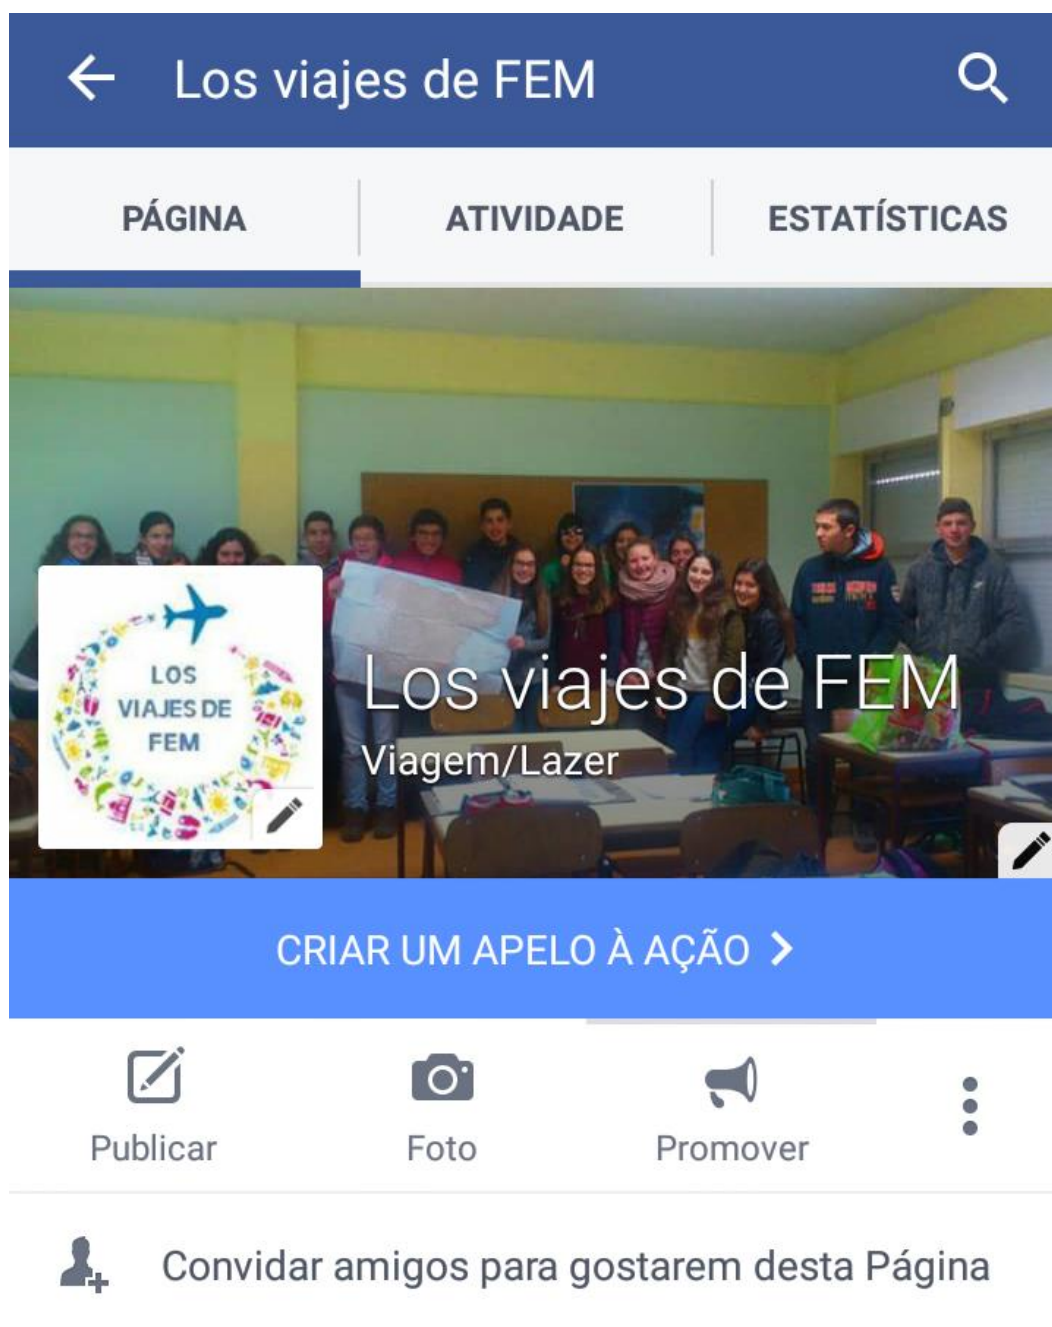 Los viajes de FEM
PÁGINA
ATIVIDADE
ESTATÍSTICAS
LOS
VIAJES DE
FEM
Los viajes de FEM
Viagem/Lazer
CRIAR UM APELO À AÇÃO
Publicar
Foto
Promover
Convidar amigos para gostarem desta Página